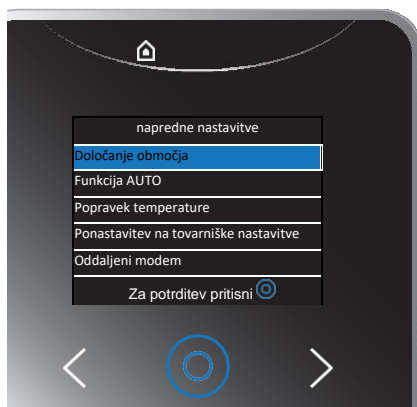 napredne nastavitve
Določanje območja
Funkcija AUTO
Popravek temperature
Ponastavitev na tovarniške nastavitve
Oddaljeni modem
Za potrditev pritisni